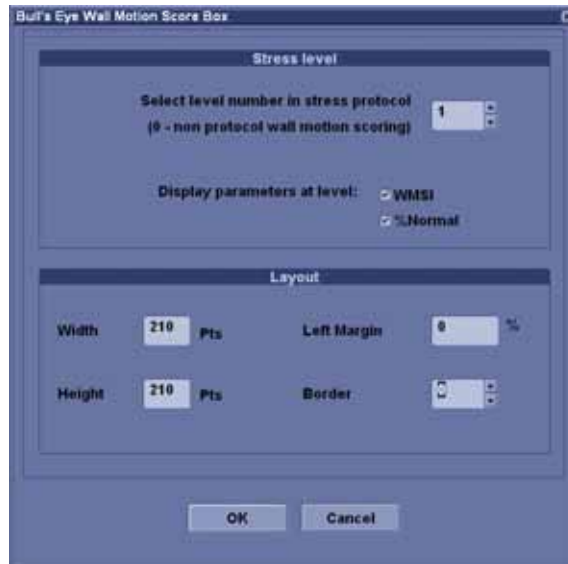 Bull's Eye Wall Motion Score Box
Stress level
Select level number in stress protocol
(0 - non protocol wall motion scoring)
1
Display parameters at level:
WMSI
%Normal
Layout
Width 210 Pts Left Margin 0 %
Height 210 Pts Border
OK Cancel